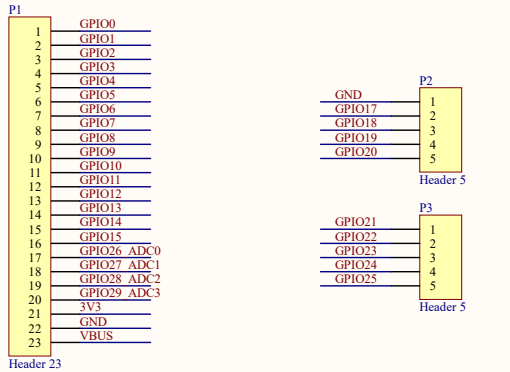 P1
1 GPIO0
2 GPIO1
3 GPIO2
4 GPIO3
5 GPIO4
6 GPIO5
7 GPIO6
8 GPIO7
9 GPIO8
10 GPIO9
11 GPIO10
12 GPIO11
13 GPIO12
14 GPIO13
15 GPIO14
16 GPIO15
17 GPIO26 ADC0
18 GPIO27 ADC1
19 GPIO28 ADC2
20 GPIO29 ADC3
21 3V3
22 GND
23 VBUS
Header 23
P2
GND 1
GPIO17 2
GPIO18 3
GPIO19 4
GPIO20 5
Header 5
P3
GPIO21 1
GPIO22 2
GPIO23 3
GPIO24 4
GPIO25 5
Header 5